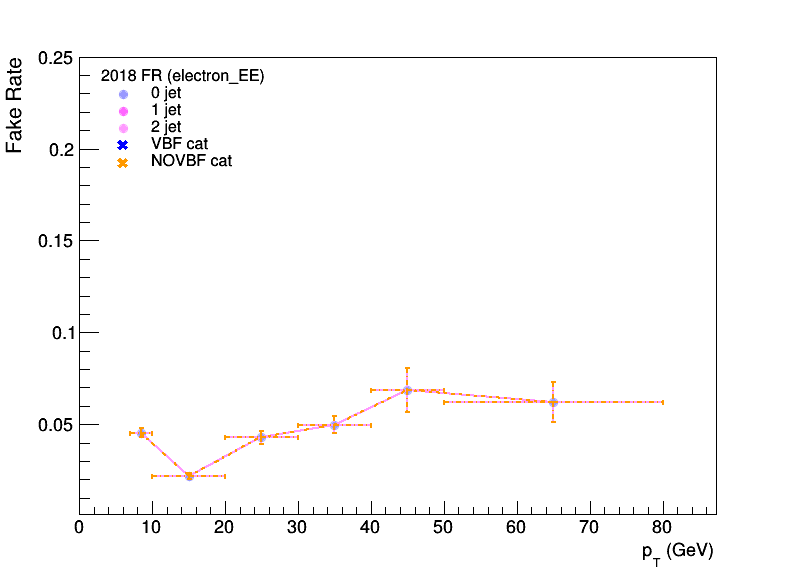 0.25
2018 FR (electron_EE)
Fake Rate
0 jet
1 jet
2 jet
VBF cat
NOVBF cat
0.2
0.15
0.1
0.05
0 10 20 30 40 50 60 70 80
p_T (GeV)